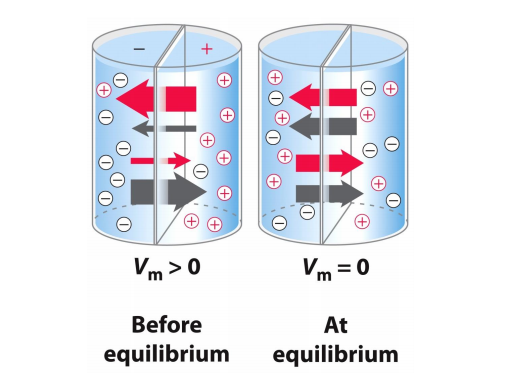 − +
Vm > 0
Vm = 0
Before
equilibrium
At
equilibrium